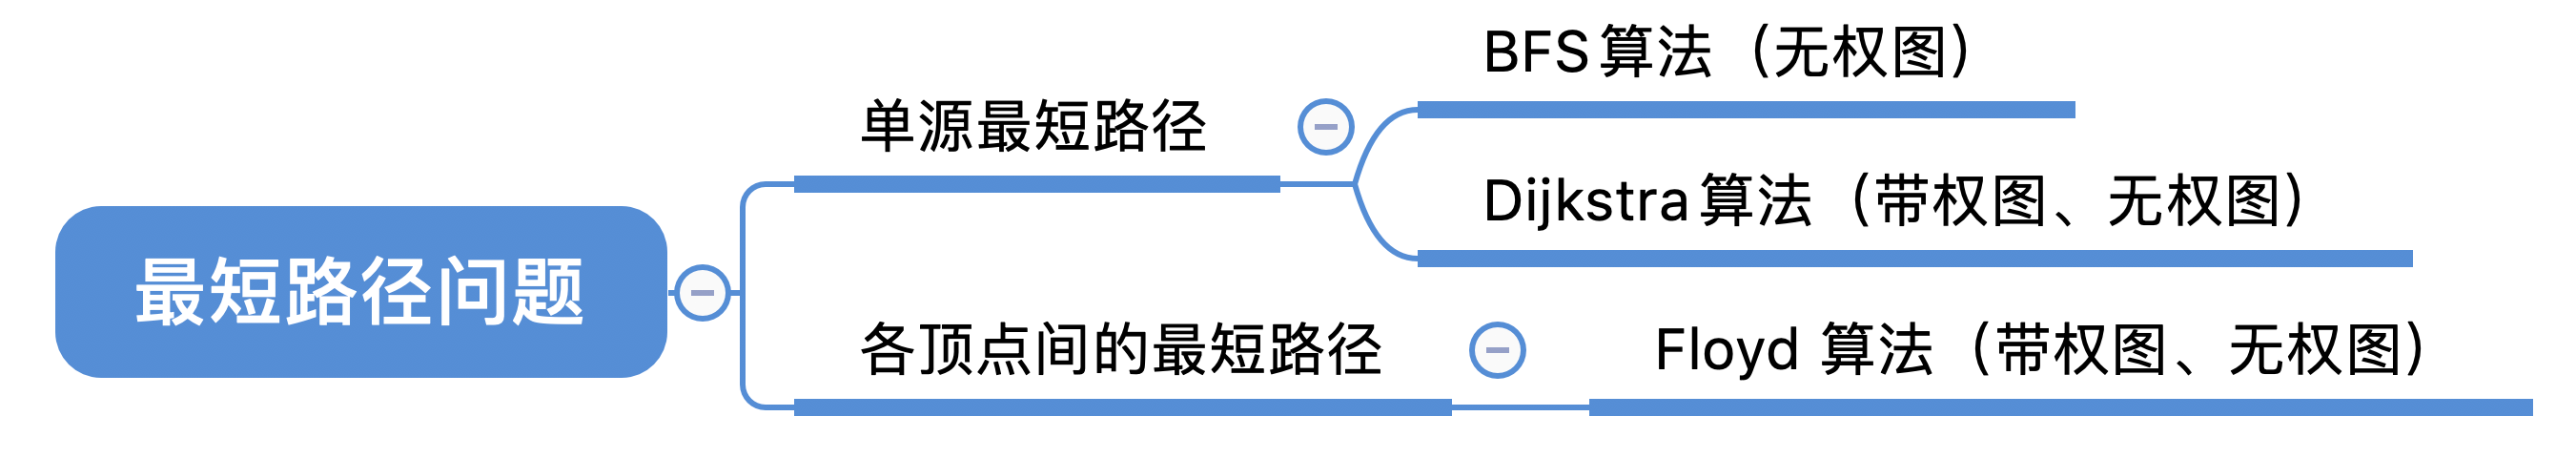 最短路径问题
单源最短路径
BFS 算法（无权图）
Dijkstra 算法（带权图、无权图）
各顶点间的最短路径
Floyd 算法（带权图、无权图）